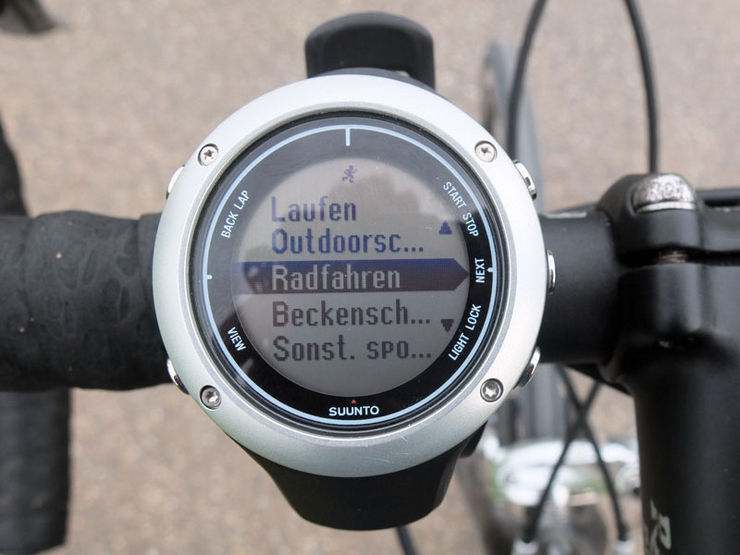 BACK LAP
START STOP
Laufen
Outdoorsc...
Radfahren
NEXT
Beckensch...
Sonst. SPO...
VIEW
LIGHT LOCK
SUUNTO